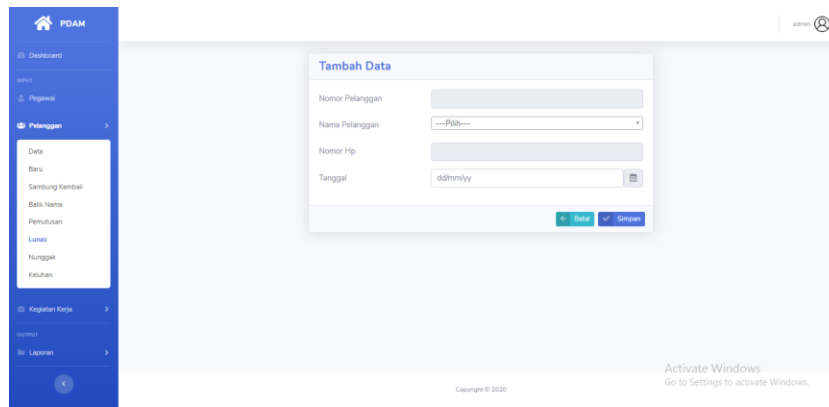 PDAM
admin
Dashboard
INPUT
Pegawai
Pelanggan
Data
Baru
Sambung Kembali
Balik Nama
Pemutusan
Lunas
Nunggak
Keluhan
Kegiatan Kerja
OUTPUT
Laporan
Tambah Data
Nomor Pelanggan
Nama Pelanggan ---Pilih---
Nomor Hp
Tanggal dd/mm/yy
Batal Simpan
Activate Windows
Go to Settings to activate Windows.
Copyright © 2020